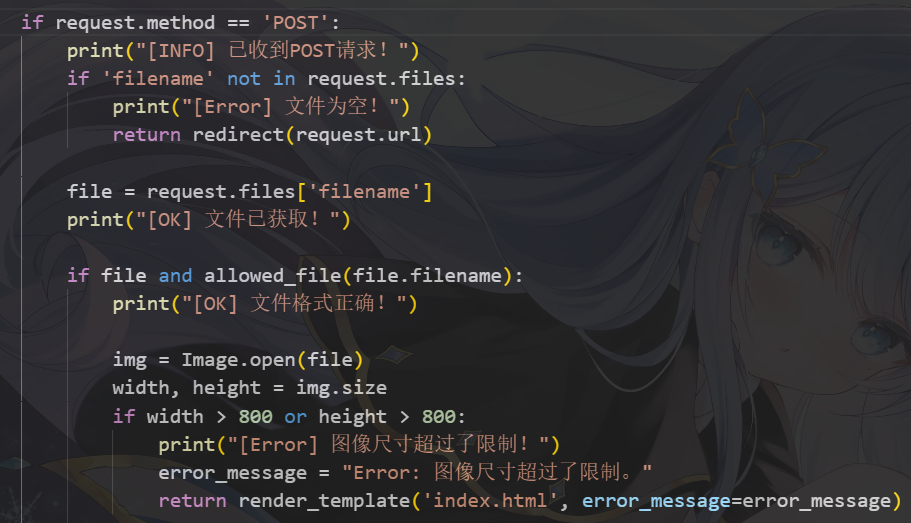 if request.method == 'POST':
    print("[INFO] 已收到POST请求！")
    if 'filename' not in request.files:
        print("[Error] 文件为空！")
        return redirect(request.url)

    file = request.files['filename']
    print("[OK] 文件已获取！")

    if file and allowed_file(file.filename):
        print("[OK] 文件格式正确！")

        img = Image.open(file)
        width, height = img.size
        if width > 800 or height > 800:
            print("[Error] 图像尺寸超过了限制！")
            error_message = "Error: 图像尺寸超过了限制。"
            return render_template('index.html', error_message=error_message)